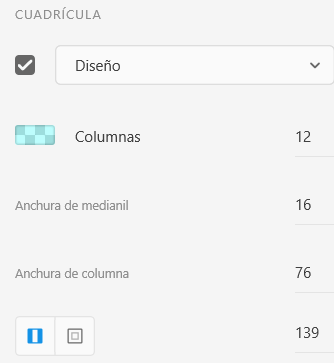 CUADRÍCULA
Diseño
Columnas 12
Anchura de medianil 16
Anchura de columna 76
139